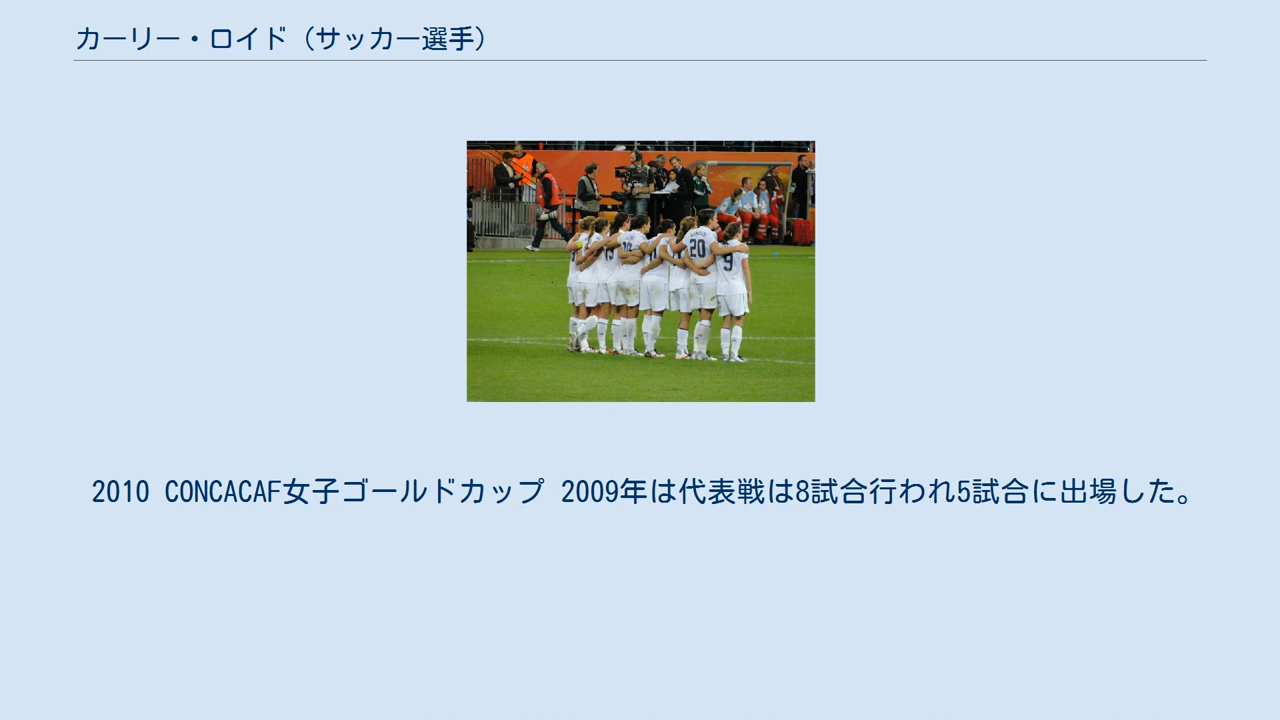 カーリー・ロイド（サッカー選手）
20
9
2010 CONCACAF女子ゴールドカップ 2009年は代表戦は8試合行われ5試合に出場した。